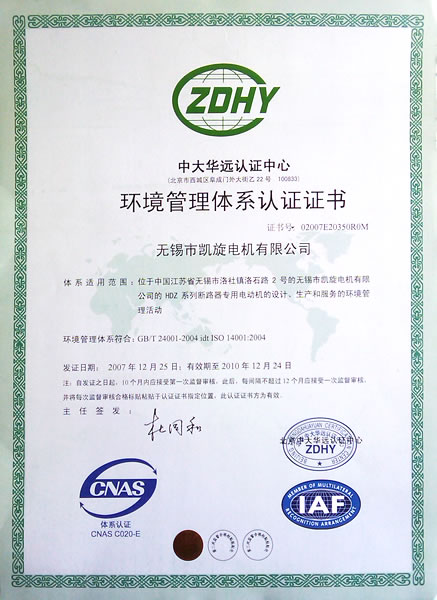 ZDHY
中大华远认证中心
(北京市西城区阜成门外大街乙22号 100833)
环境管理体系认证证书
证书号: 02007E20350R0M
无锡市凯旋电机有限公司
体系适用范围: 位于中国江苏省无锡市洛社镇洛石路2号的无锡市凯旋电机有限
公司的HDZ系列断路器专用电动机的设计、生产和服务的环境管
理活动
环境管理体系符合: GB/T 24001-2004 idt ISO 14001:2004
发证日期: 2007年12月25日; 有效期至2010年12月24日
注: 自发证之日起, 10个月内应接受第一次监督审核, 此后, 每间隔不超过12个月应接受一次监督审核,
并将每次监督审核合格标贴粘贴于认证证书指定位置, 此认证证书方为有效.
主任签发:
北京中大华远认证中心
ZDHY
CNAS
体系认证
CNAS C020-E
MEMBER OF MULTILATERAL
IAF
RECOGNITION ARRANGEMENT